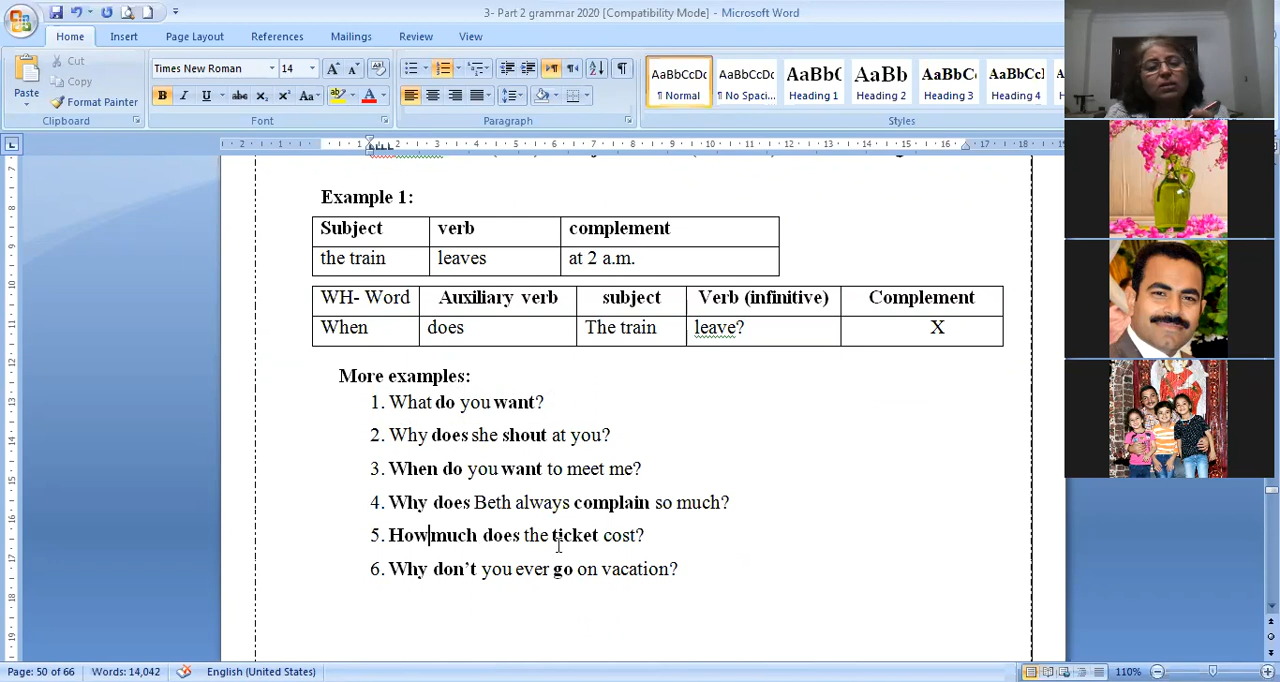 3- Part 2 grammar 2020 [Compatibility Mode] - Microsoft Word
Home Insert Page Layout References Mailings Review View
Cut
Copy
Paste
Format Painter
Clipboard
Times New Roman 14
Font
Paragraph
AaBbCcDc AaBbCcDc AaBbC AaBb AaBbC AaBbCcI
¶ Normal ¶ No Spaci... Heading 1 Heading 2 Heading 3 Heading 4
Styles
Example 1:
Subject verb complement
the train leaves at 2 a.m.
WH- Word Auxiliary verb subject Verb (infinitive) Complement
When does The train leave? X
More examples:
1. What do you want?
2. Why does she shout at you?
3. When do you want to meet me?
4. Why does Beth always complain so much?
5. How much does the ticket cost?
6. Why don't you ever go on vacation?
Page: 50 of 66 Words: 14,042 English (United States) 110%